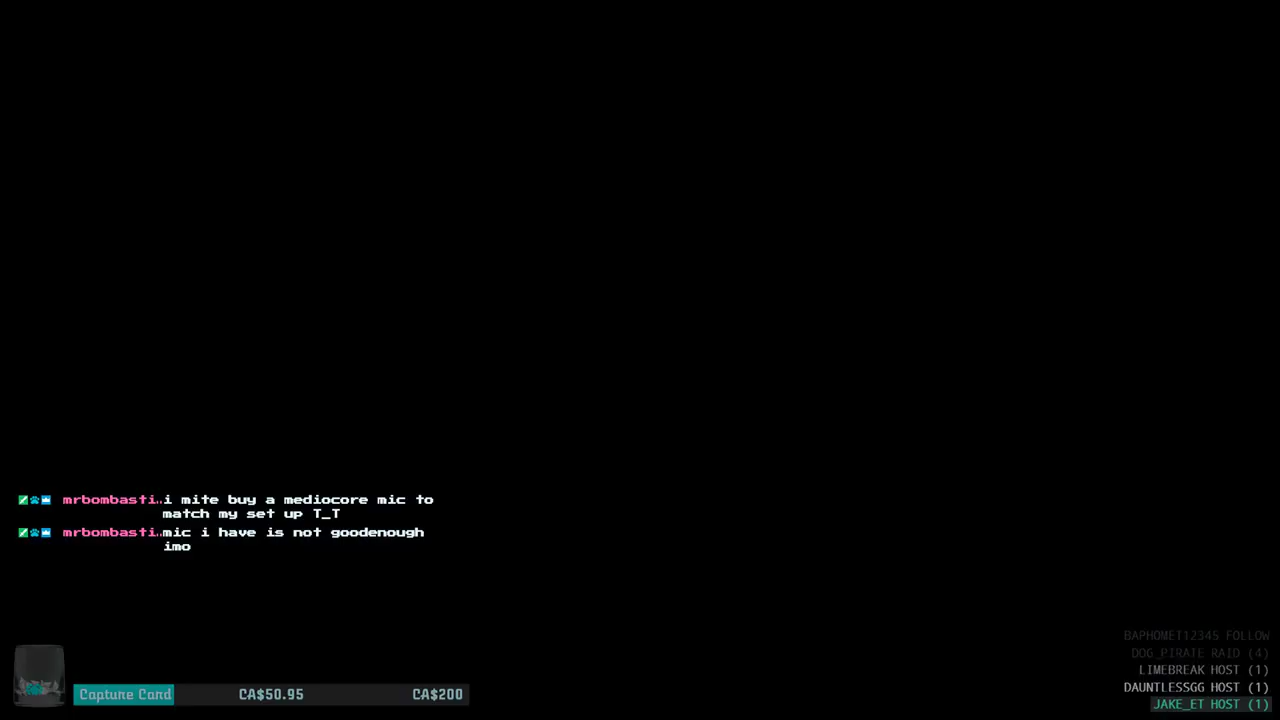 mrbombasti..i mite buy a mediocore mic to
match my set up T_T
mrbombasti..mic i have is not goodenough
imo
BAPHOMET12345 FOLLOW
DOG_PIRATE RAID (4)
LIMEBREAK HOST (1)
DAUNTLESSGG HOST (1)
JAKE_ET HOST (1)
Capture Card CA$50.95 CA$200